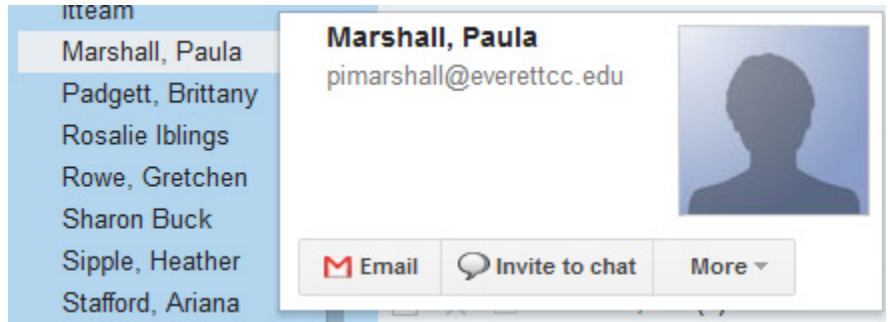 itteam
Marshall, Paula
Padgett, Brittany
Rosalie Iblings
Rowe, Gretchen
Sharon Buck
Sipple, Heather
Stafford, Ariana
Marshall, Paula
pimarshall@everettcc.edu
Email Invite to chat More